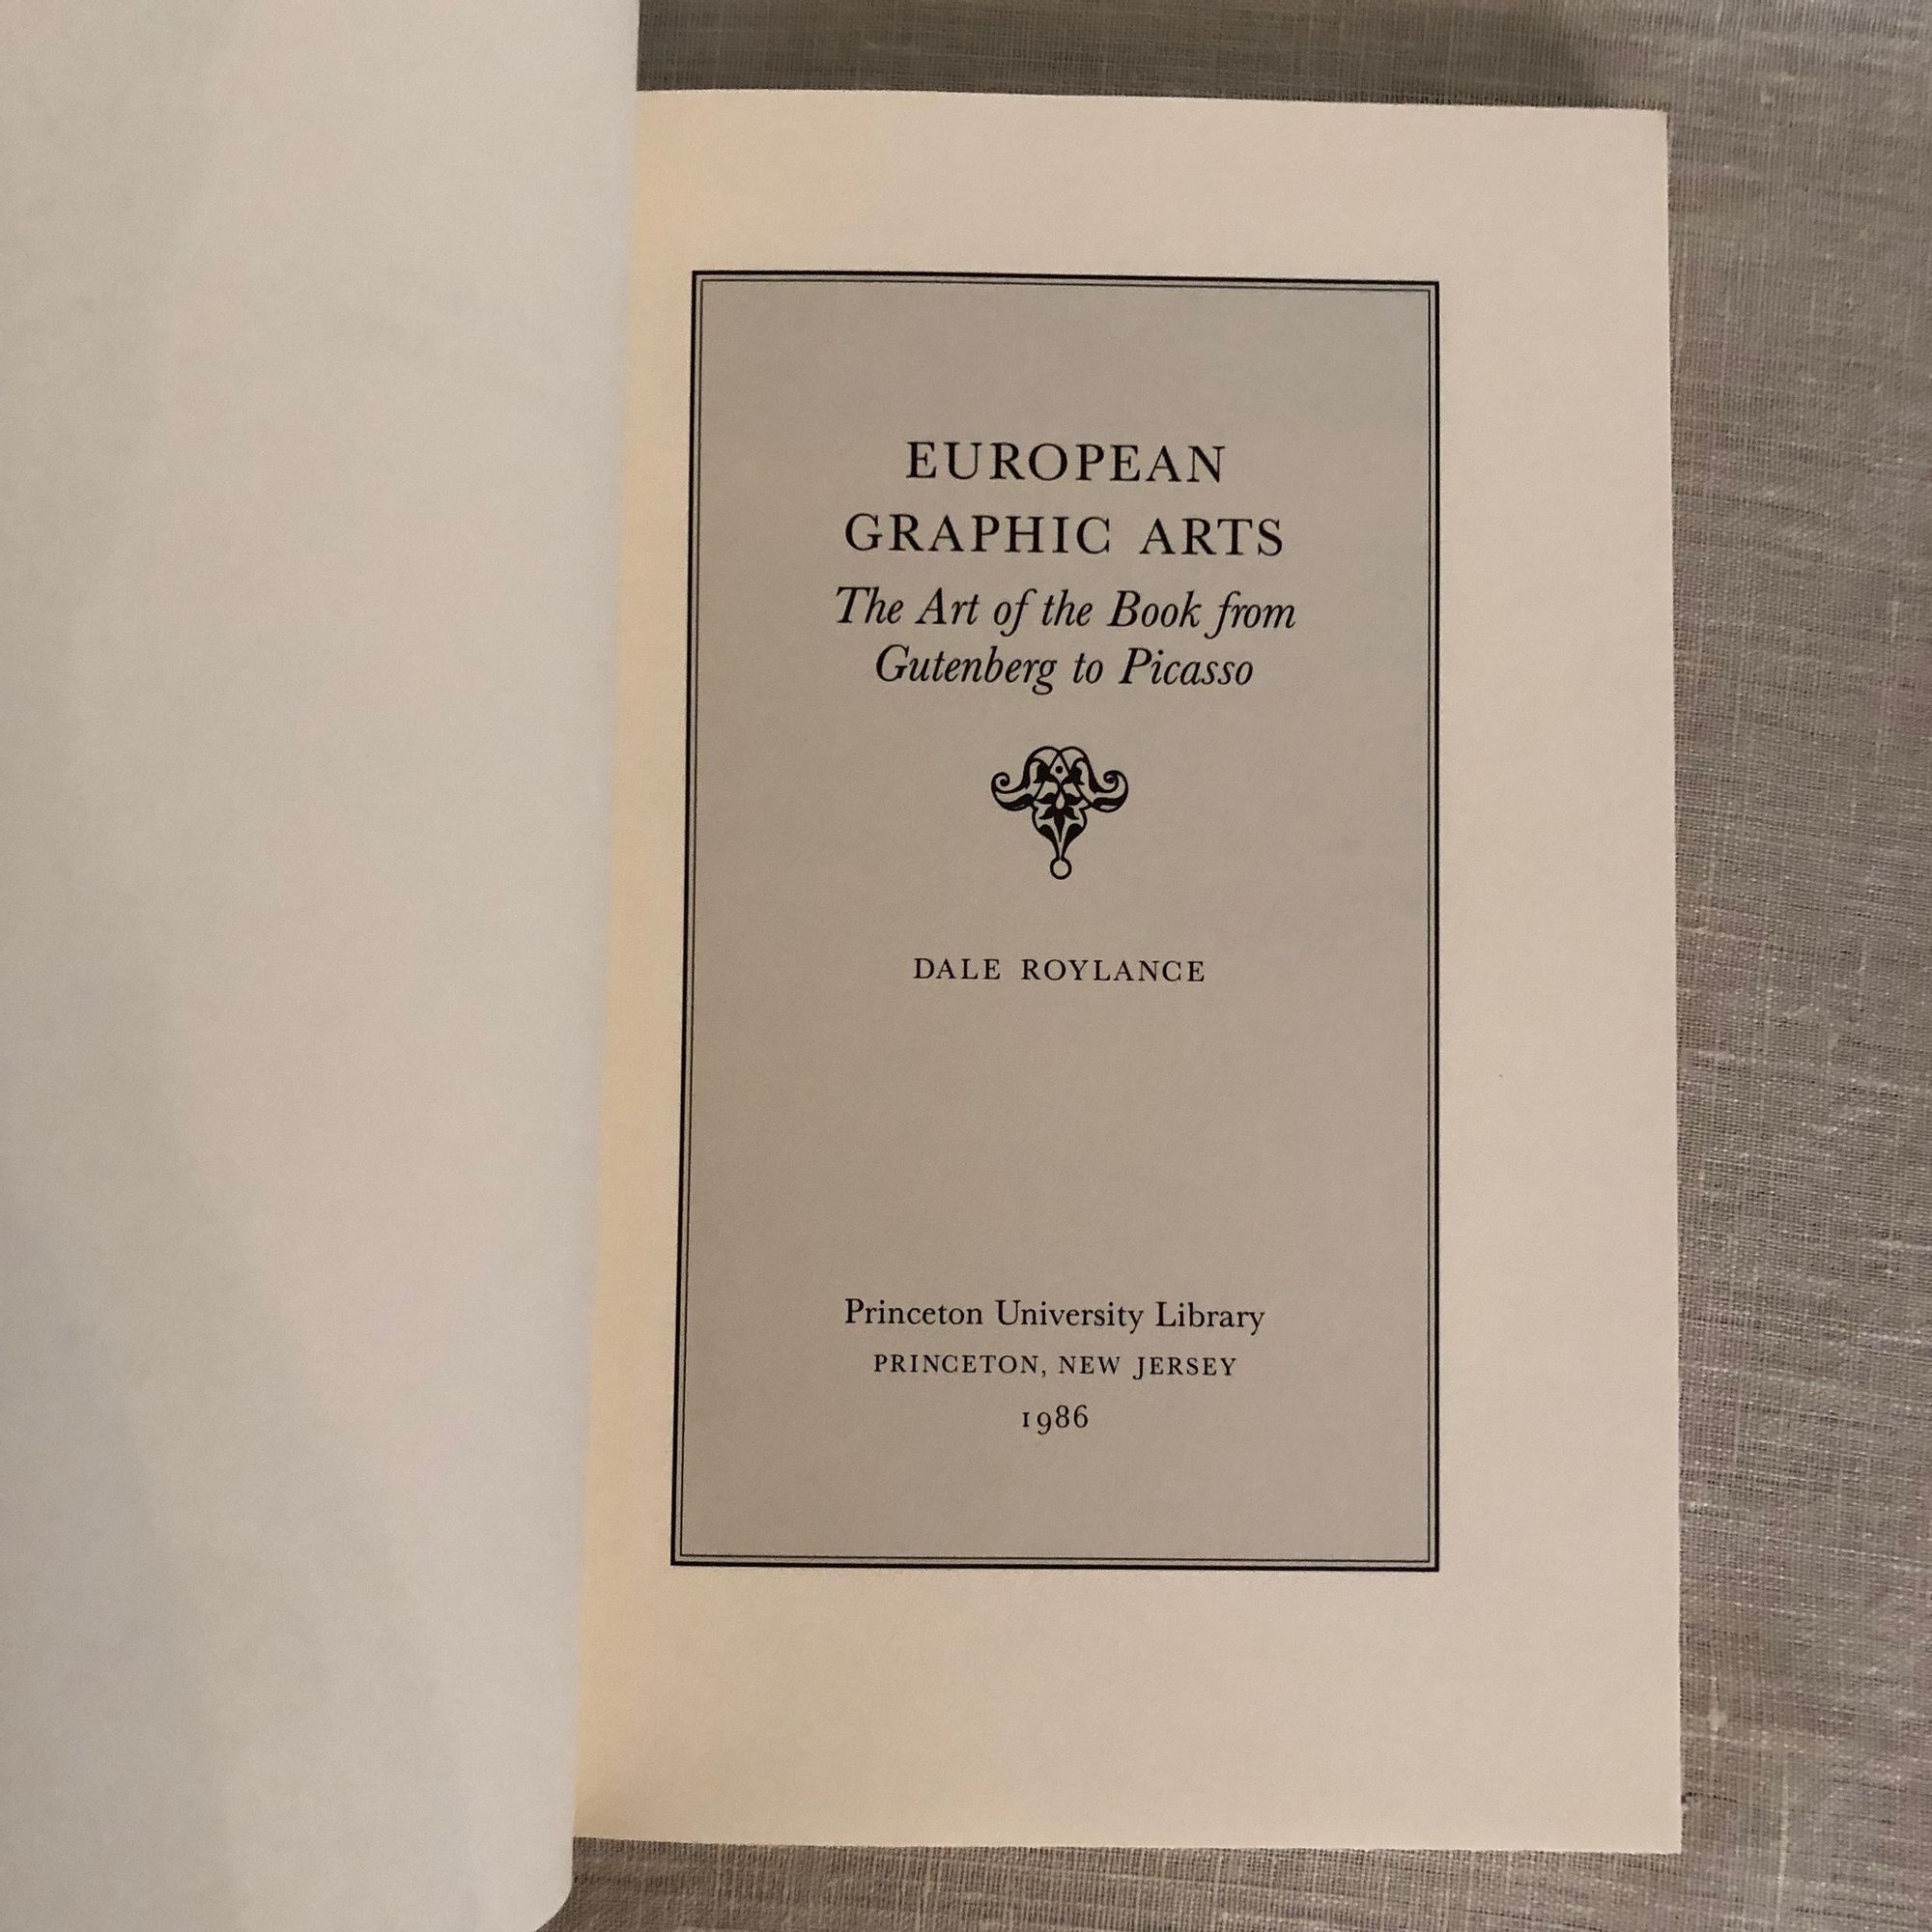 EUROPEAN
GRAPHIC ARTS
The Art of the Book from
Gutenberg to Picasso
DALE ROYLANCE
Princeton University Library
PRINCETON, NEW JERSEY
1986